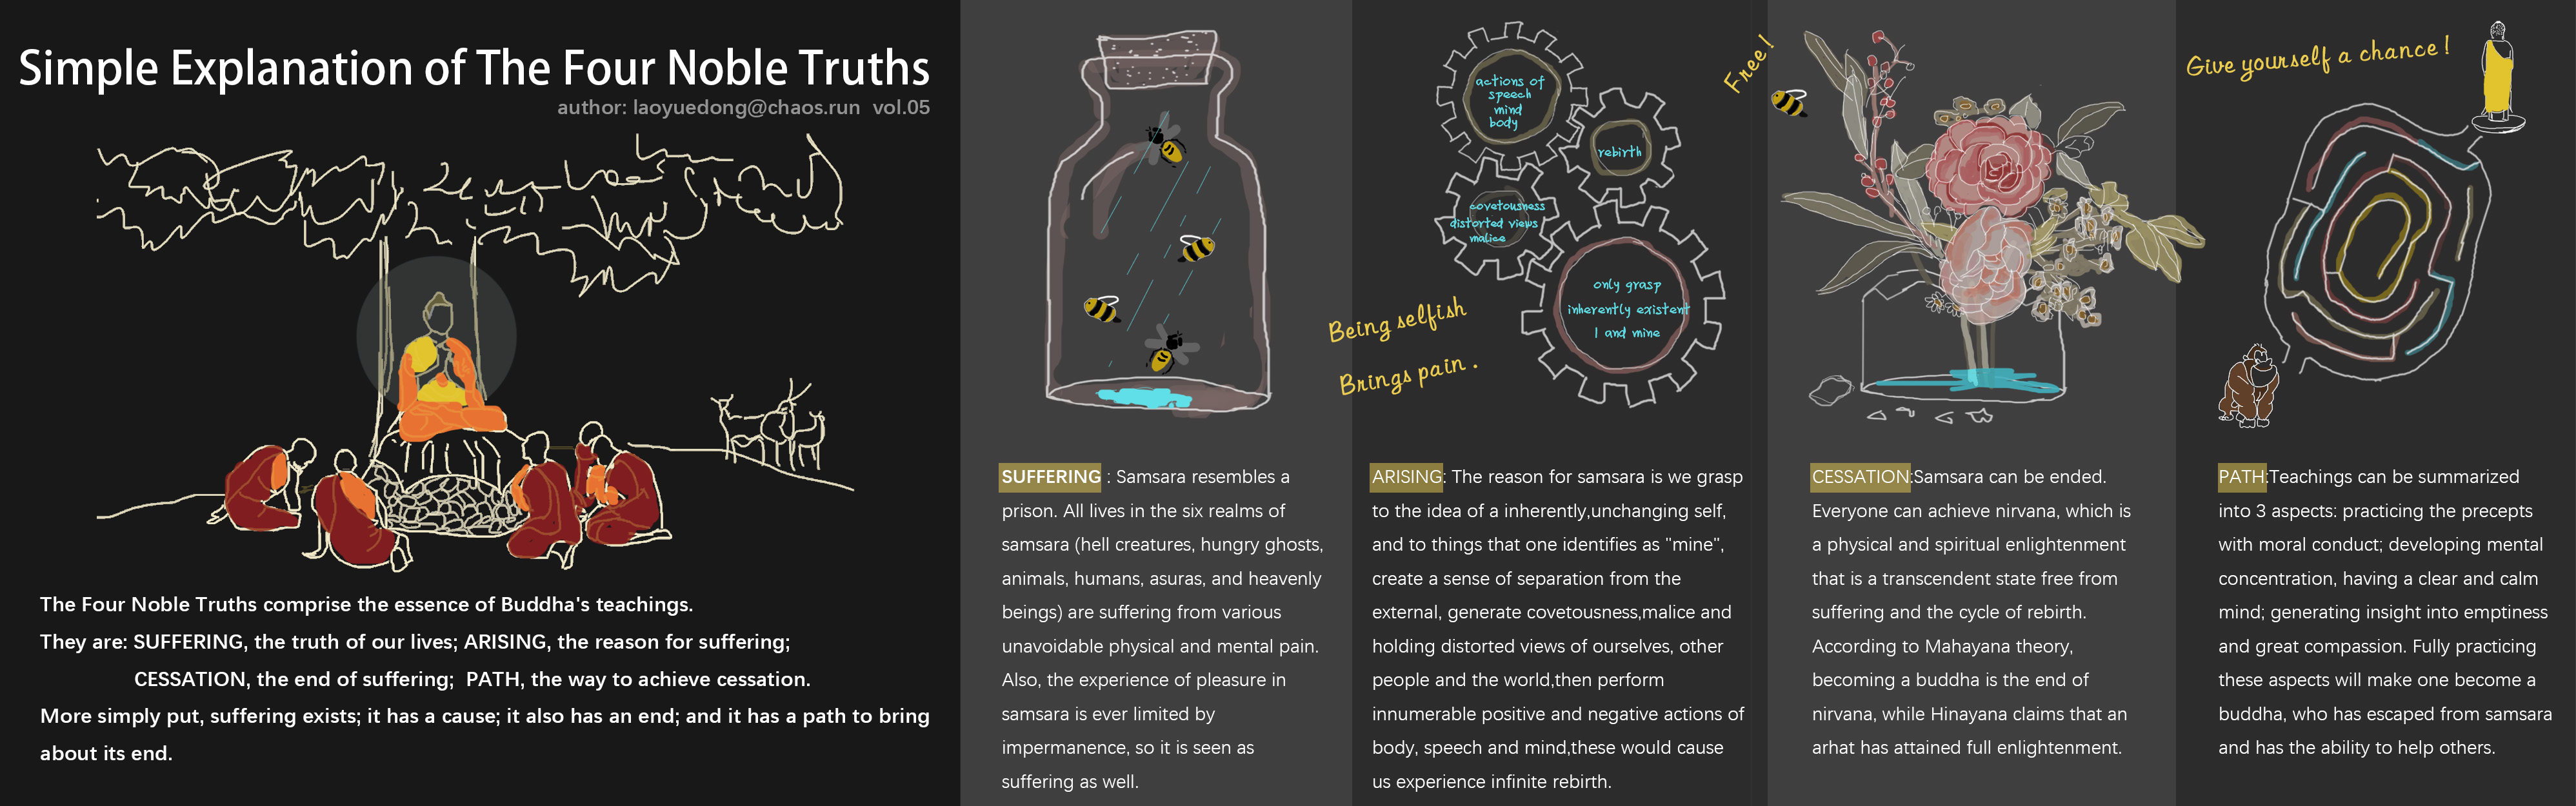 Simple Explanation of The Four Noble Truths
author: laoyuedong@chaos.run vol.05
The Four Noble Truths comprise the essence of Buddha's teachings.
They are: SUFFERING, the truth of our lives; ARISING, the reason for suffering;
CESSATION, the end of suffering; PATH, the way to achieve cessation.
More simply put, suffering exists; it has a cause; it also has an end; and it has a path to bring
about its end.
SUFFERING : Samsara resembles a
prison. All lives in the six realms of
samsara (hell creatures, hungry ghosts,
animals, humans, asuras, and heavenly
beings) are suffering from various
unavoidable physical and mental pain.
Also, the experience of pleasure in
samsara is ever limited by
impermanence, so it is seen as
suffering as well.
actions of
speech
mind
body
rebirth
covetousness
distorted views
malice
only grasp
inherently existent
I and mine
Being selfish
Brings pain .
ARISING: The reason for samsara is we grasp
to the idea of a inherently,unchanging self,
and to things that one identifies as "mine",
create a sense of separation from the
external, generate covetousness,malice and
holding distorted views of ourselves, other
people and the world,then perform
innumerable positive and negative actions of
body, speech and mind,these would cause
us experience infinite rebirth.
Free!
CESSATION:Samsara can be ended.
Everyone can achieve nirvana, which is
a physical and spiritual enlightenment
that is a transcendent state free from
suffering and the cycle of rebirth.
According to Mahayana theory,
becoming a buddha is the end of
nirvana, while Hinayana claims that an
arhat has attained full enlightenment.
Give yourself a chance!
PATH:Teachings can be summarized
into 3 aspects: practicing the precepts
with moral conduct; developing mental
concentration, having a clear and calm
mind; generating insight into emptiness
and great compassion. Fully practicing
these aspects will make one become a
buddha, who has escaped from samsara
and has the ability to help others.